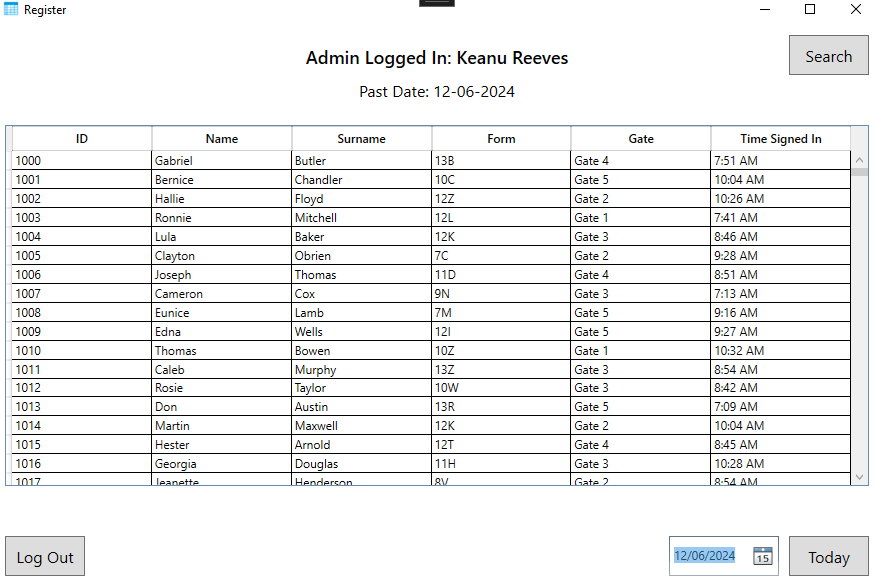 Register
Admin Logged In: Keanu Reeves
Search
Past Date: 12-06-2024
ID Name Surname Form Gate Time Signed In
1000 Gabriel Butler 13B Gate 4 7:51 AM
1001 Bernice Chandler 10C Gate 5 10:04 AM
1002 Hallie Floyd 12Z Gate 2 10:26 AM
1003 Ronnie Mitchell 12L Gate 1 7:41 AM
1004 Lula Baker 12K Gate 3 8:46 AM
1005 Clayton Obrien 7C Gate 2 9:28 AM
1006 Joseph Thomas 11D Gate 4 8:51 AM
1007 Cameron Cox 9N Gate 3 7:13 AM
1008 Eunice Lamb 7M Gate 5 9:16 AM
1009 Edna Wells 12I Gate 5 9:27 AM
1010 Thomas Bowen 10Z Gate 1 10:32 AM
1011 Caleb Murphy 13Z Gate 3 8:54 AM
1012 Rosie Taylor 10W Gate 3 8:42 AM
1013 Don Austin 13R Gate 5 7:09 AM
1014 Martin Maxwell 12K Gate 2 10:04 AM
1015 Hester Arnold 12T Gate 4 8:45 AM
1016 Georgia Douglas 11H Gate 3 10:28 AM
1017 Jeanette Henderson 8V Gate 2 8:54 AM
Log Out
12/06/2024
15
Today